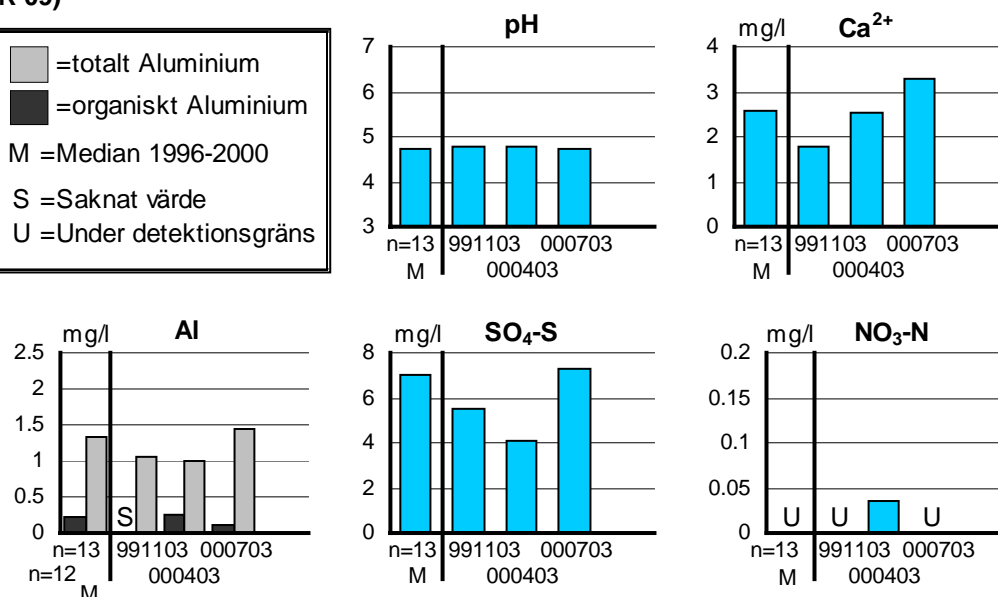 =totalt Aluminium
=organiskt Aluminium
M =Median 1996-2000
S =Saknat värde
U =Under detektionsgräns
pH
7
6
5
4
3
n=13 991103 000703
M 000403
mg/l Ca²⁺
4
3
2
1
0
n=13 991103 000703
M 000403
mg/l Al
2.5
2
1.5
1
0.5
0
S
n=13 991103 000703
n=12 000403
M
mg/l SO₄-S
8
6
4
2
0
n=13 991103 000703
M 000403
mg/l NO₃-N
0.2
0.15
0.1
0.05
0
U U U
n=13 991103 000703
M 000403